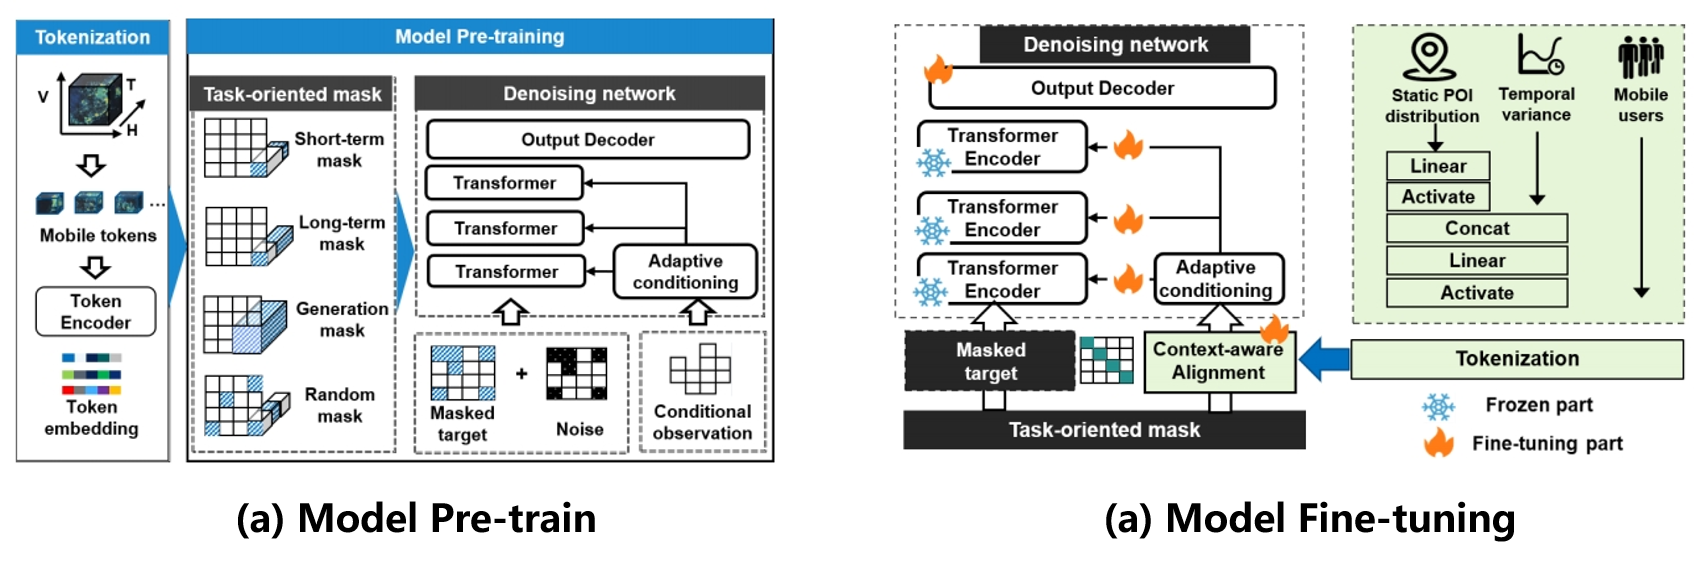 Tokenization
V
T
H
Mobile tokens
...
Token
Encoder
Token
embedding
Model Pre-training
Task-oriented mask
Short-term
mask
Long-term
mask
Generation
mask
Random
mask
Denoising network
Output Decoder
Transformer
Transformer
Transformer
Adaptive
conditioning
Masked
target
+
Noise
Conditional
observation
(a) Model Pre-train
Denoising network
Output Decoder
Transformer
Encoder
Transformer
Encoder
Transformer
Encoder
Adaptive
conditioning
Masked
target
Context-aware
Alignment
Task-oriented mask
Static POI
distribution
Temporal
variance
Mobile
users
Linear
Activate
Concat
Linear
Activate
Tokenization
Frozen part
Fine-tuning part
(a) Model Fine-tuning